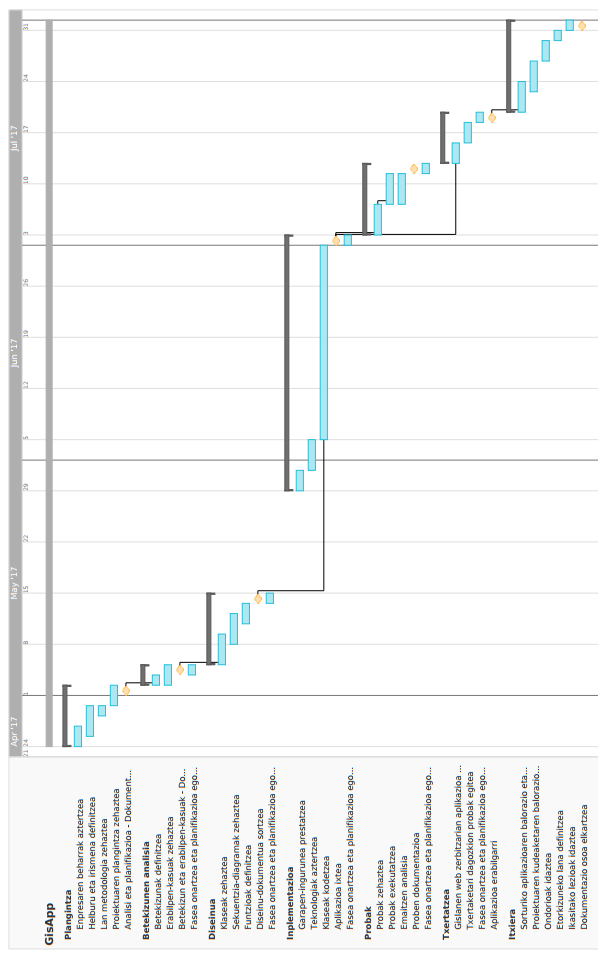 GisApp
Plangintza
Enpresaren beharrak aztertzea
Helburu eta irismena definitzea
Lan metodologia zehaztea
Proiektuaren plangintza zehaztea
Analisi eta planifikazioa - Dokument...
Betekizunen analisia
Betekizunak definitzea
Erabilpen-kasuak zehaztea
Betekizun eta erabilpen-kasuak - Do...
Fasea onartzea eta planifikazioa ego...
Diseinua
Klaseak zehaztea
Sekuentzia-diagramak zehaztea
Funtzioak definitzea
Diseinu-dokumentua sortzea
Fasea onartzea eta planifikazioa ego...
Inplementazioa
Garapen-ingurunea prestatzea
Teknologiak aztertzea
Klaseak kodetzea
Aplikazioa ixtea
Fasea onartzea eta planifikazioa ego...
Probak
Probak zehaztea
Probak exekutatzea
Emaitzen analisia
Proben dokumentazioa
Fasea onartzea eta planifikazioa ego...
Txertatzea
Gislanen web zerbitzarian aplikazioa ...
Txertaketari dagozkion probak egitea
Fasea onartzea eta planifikazioa ego...
Aplikazioa erabilgarri
Itxiera
Sorturiko aplikazioaren balorazio eta...
Proiektuaren kudeaketaren balorazio...
Ondorioak idaztea
Etorkizuneko lana definitzea
Ikasitako lezioak idaztea
Dokumentazio osoa elkartzea
Apr '17
May '17
Jun '17
Jul '17
21 24 1 8 15 22 29 5 12 19 26 3 10 17 24 31